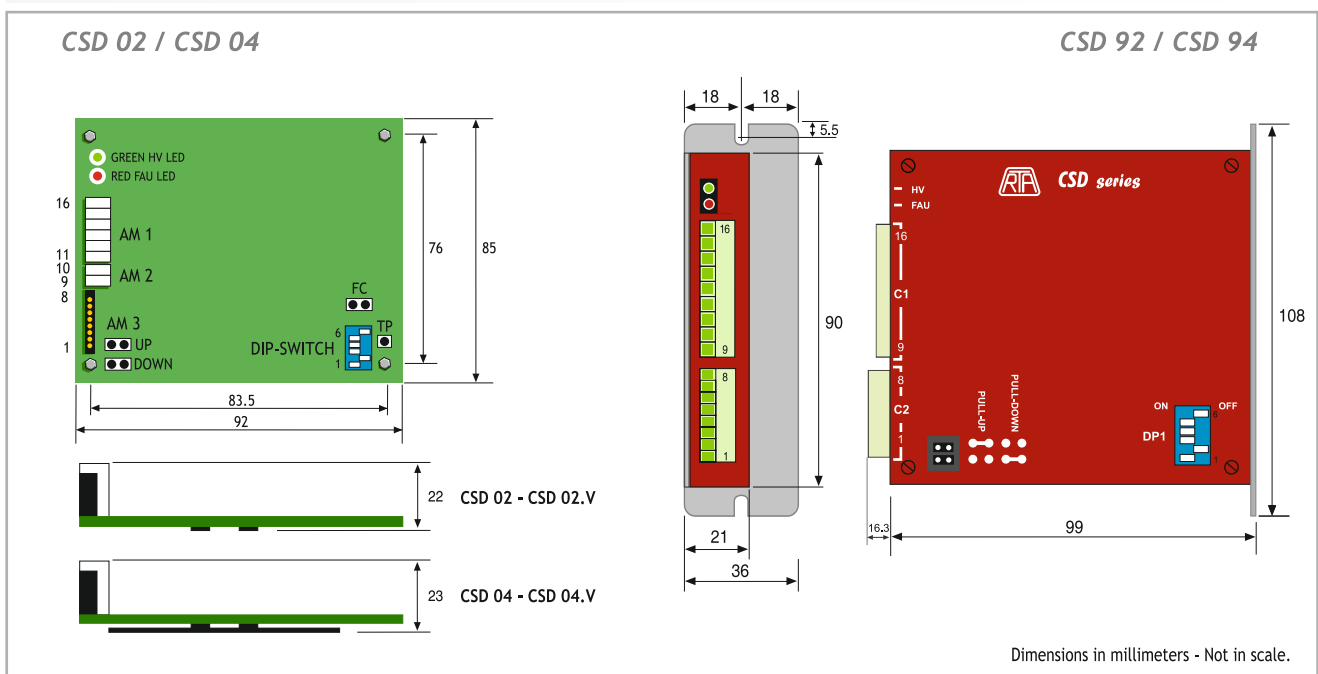 CSD 02 / CSD 04
CSD 92 / CSD 94
GREEN HV LED
RED FAU LED
16
AM 1
11
10
9
AM 2
8
AM 3
1
UP
DOWN
FC
TP
6
DIP-SWITCH
1
76
85
83.5
92
22
CSD 02 - CSD 02.V
23
CSD 04 - CSD 04.V
18
18
5.5
16
9
8
1
90
21
36
RTA
CSD series
HV
FAU
16
C1
9
8
C2
1
PULL-UP
PULL-DOWN
ON
OFF
6
DP1
1
108
16.3
99
Dimensions in millimeters - Not in scale.